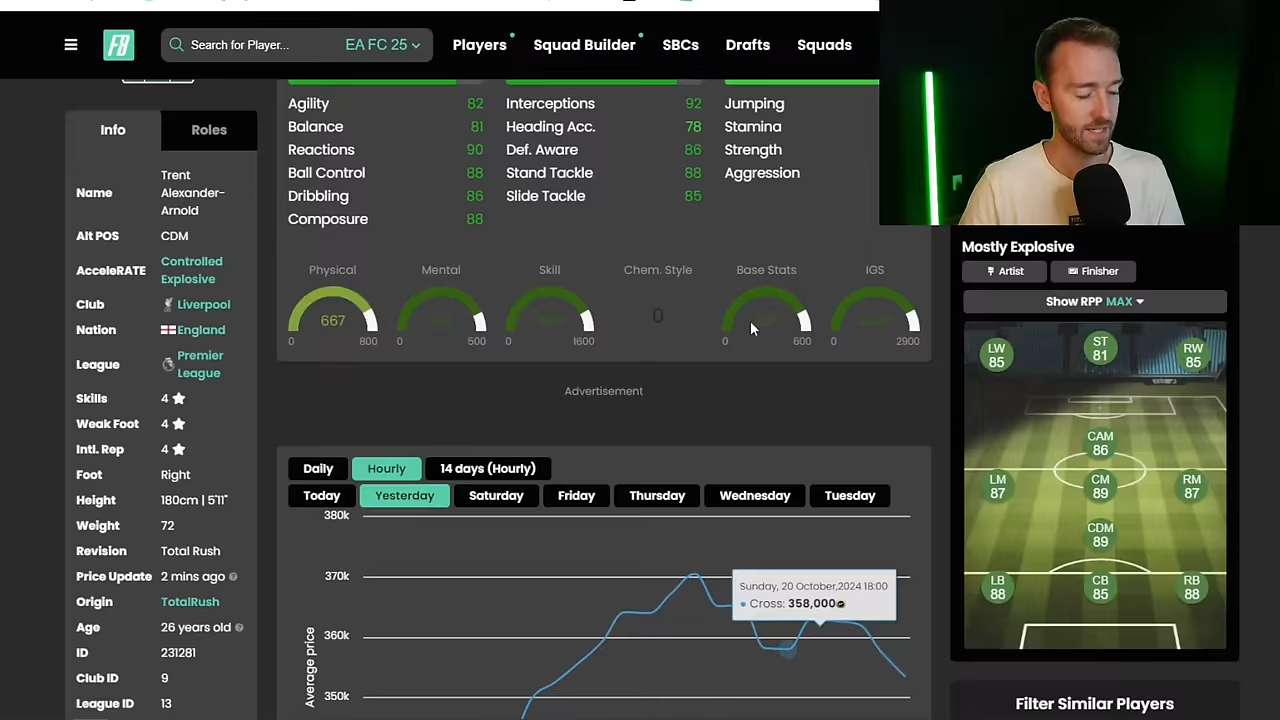 FB
Search for Player...
EA FC 25
Players
Squad Builder
SBCs
Drafts
Squads
Info
Roles
Name
Trent
Alexander-
Arnold
Alt POS
CDM
AcceleRATE
Controlled
Explosive
Club
Liverpool
Nation
England
League
Premier
League
Skills
4
Weak Foot
4
Intl. Rep
4
Foot
Right
Height
180cm | 5'11"
Weight
72
Revision
Total Rush
Price Update
2 mins ago
Origin
TotalRush
Age
26 years old
ID
231281
Club ID
9
League ID
13
Agility 82
Balance 81
Reactions 90
Ball Control 88
Dribbling 86
Composure 88
Interceptions 92
Heading Acc. 78
Def. Aware 86
Stand Tackle 88
Slide Tackle 85
Jumping
Stamina
Strength
Aggression
Physical
667
0 800
Mental
0 500
Skill
0 1600
Chem. Style
0
Base Stats
0 600
IGS
0 2900
Advertisement
Daily
Hourly
14 days (Hourly)
Today
Yesterday
Saturday
Friday
Thursday
Wednesday
Tuesday
380k
370k
360k
350k
Average price
Sunday, 20 October,2024 18:00
Cross: 358,000
Mostly Explosive
Artist
Finisher
Show RPP MAX
LW
85
ST
81
RW
85
CAM
86
LM
87
CM
89
RM
87
CDM
89
LB
88
CB
85
RB
88
Filter Similar Players